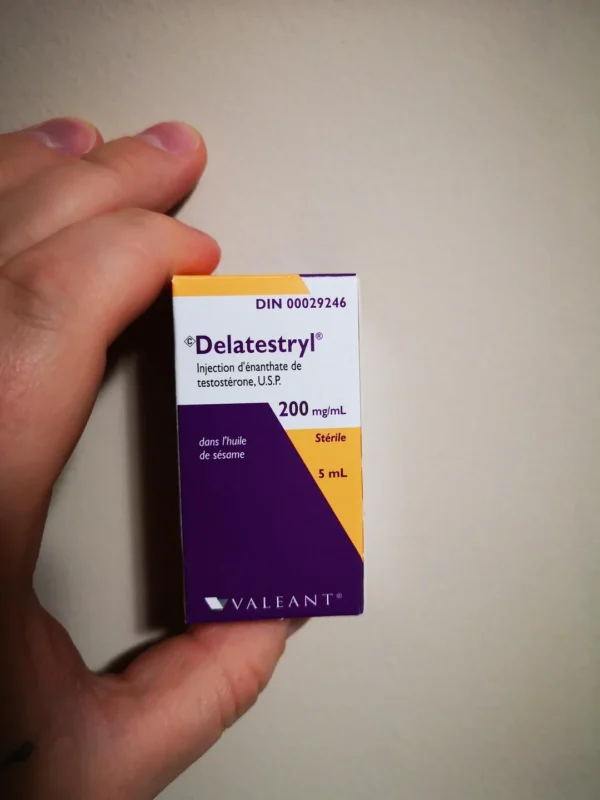 DIN 00029246
©Delatestryl®
Injection d'énanthate de
testostérone, U.S.P.
200 mg/mL
dans l'huile
de sésame
Stérile
5 mL
VALEANT®